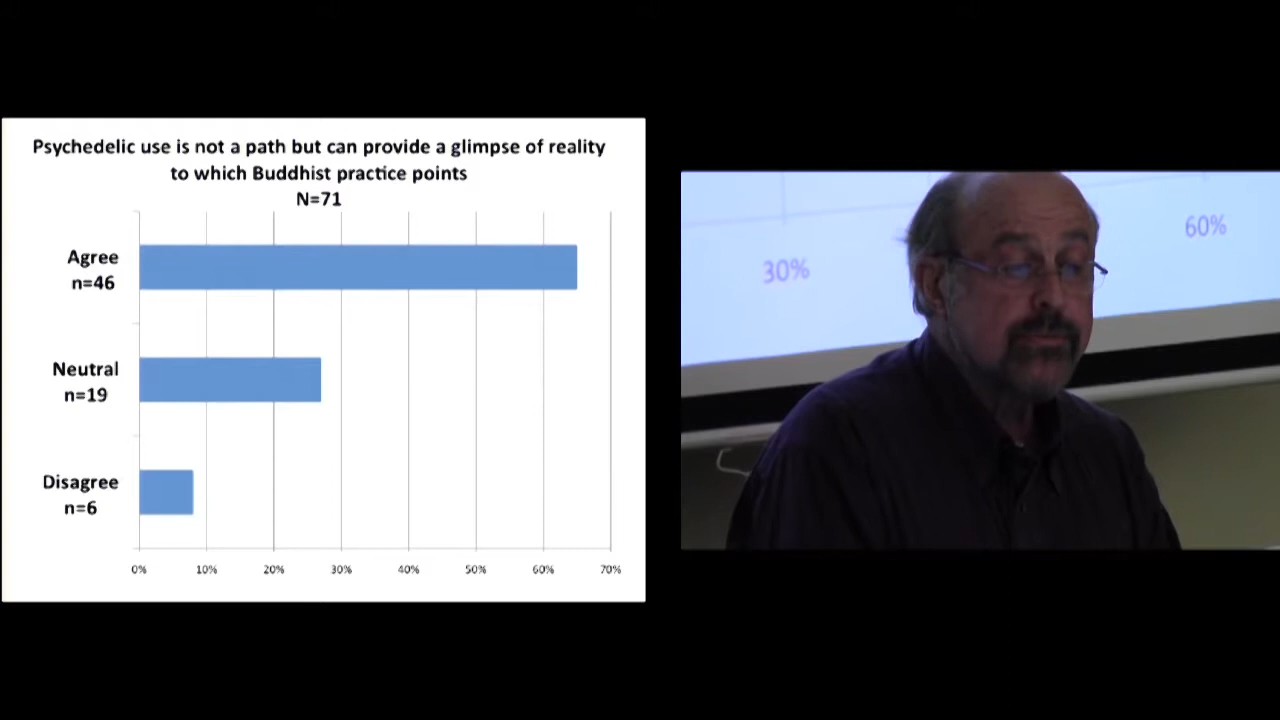 Psychedelic use is not a path but can provide a glimpse of reality
to which Buddhist practice points
N=71
Agree
n=46
Neutral
n=19
Disagree
n=6
0% 10% 20% 30% 40% 50% 60% 70%
30% 60%